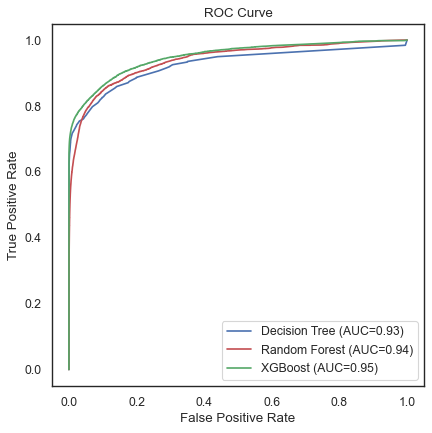 ROC Curve
True Positive Rate
1.0
0.8
0.6
0.4
0.2
0.0
Decision Tree (AUC=0.93)
Random Forest (AUC=0.94)
XGBoost (AUC=0.95)
0.0 0.2 0.4 0.6 0.8 1.0
False Positive Rate